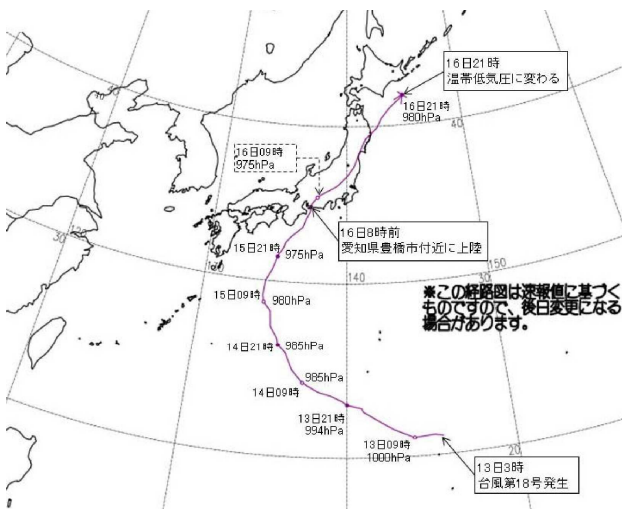 16日21時
温帯低気圧に変わる
16日21時
980hPa
40
40
16日09時
975hPa
16日8時前
愛知県豊橋市付近に上陸
30
15日21時
975hPa
140
150
15日09時
980hPa
※この経路図は速報値に基づく
ものですので、後日変更になる
場合があります。
14日21時
985hPa
985hPa
14日09時
13日21時
994hPa
13日09時
1000hPa
20
13日3時
台風第18号発生